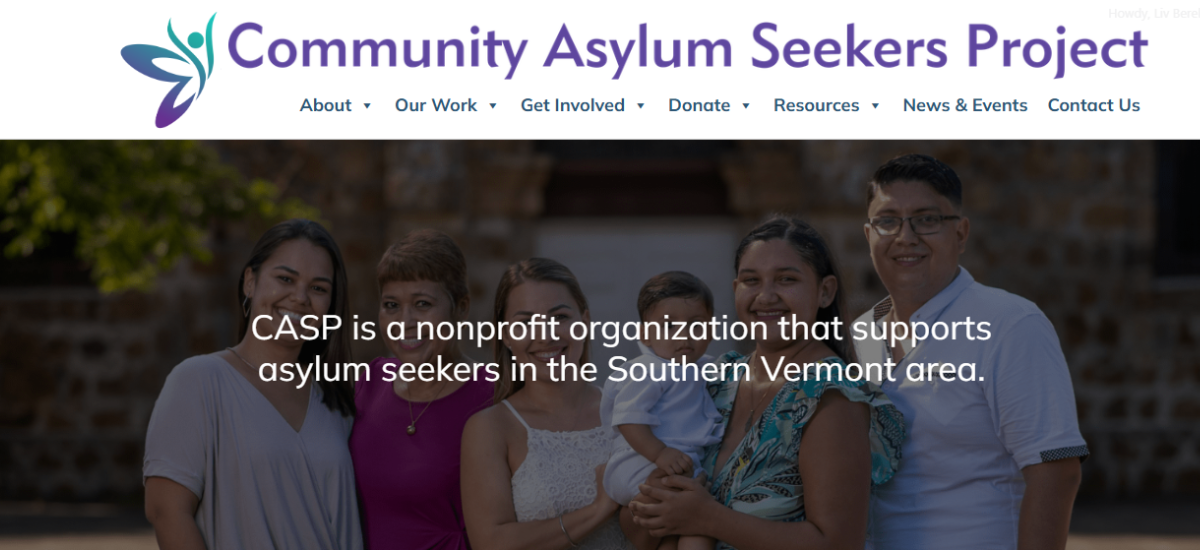 Howdy, Liv
Community Asylum Seekers Project
About ▼ Our Work ▼ Get Involved ▼ Donate ▼ Resources ▼ News & Events Contact Us
CASP is a nonprofit organization that supports
asylum seekers in the Southern Vermont area.